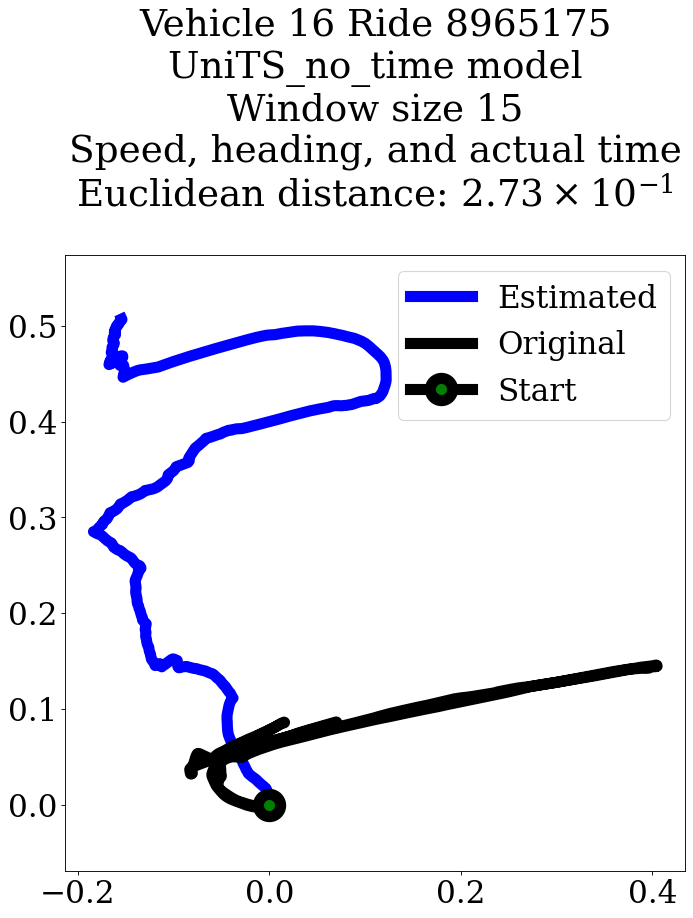 Vehicle 16 Ride 8965175
UniTS_no_time model
Window size 15
Speed, heading, and actual time
Euclidean distance: $2.73 \times 10^{-1}$
Estimated
Original
Start
0.5
0.4
0.3
0.2
0.1
0.0
−0.2
0.0
0.2
0.4